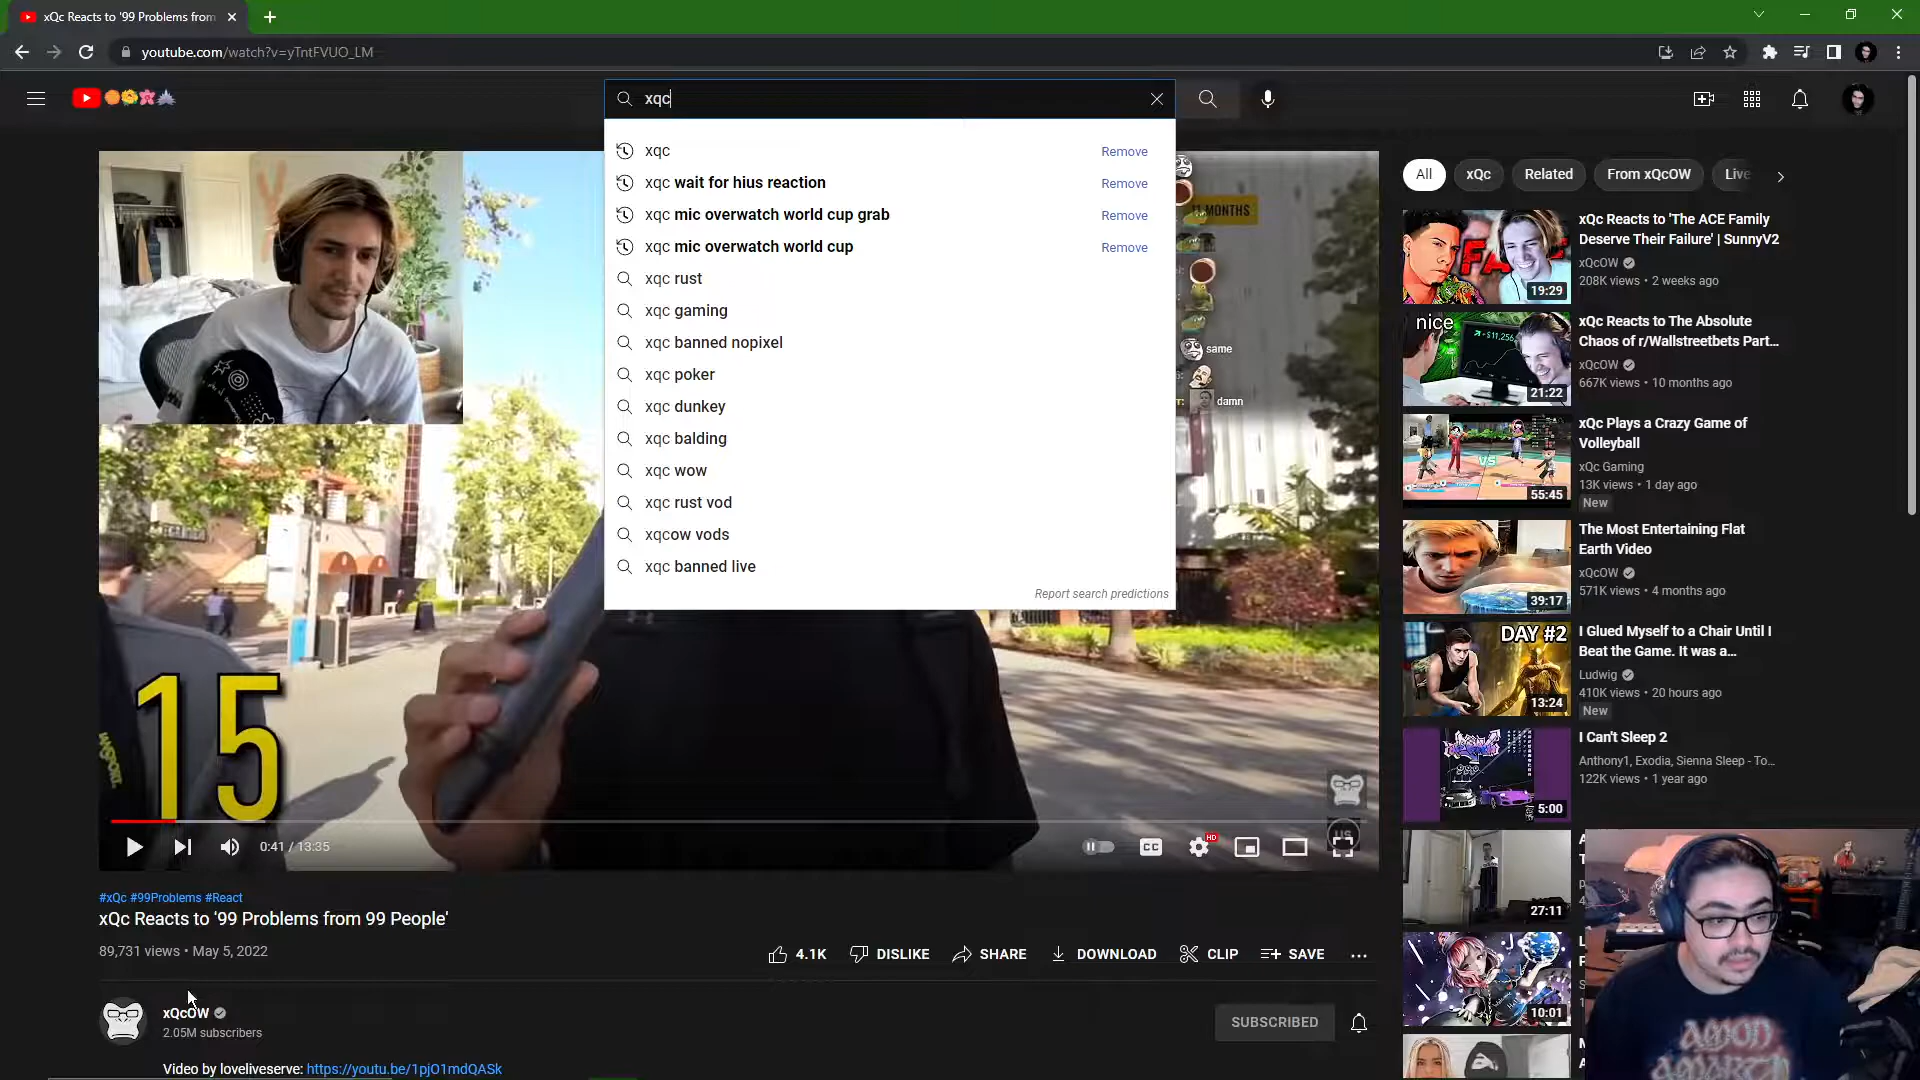 xQc Reacts to '99 Problems from
youtube.com/watch?v=yTntFVUO_LM
xqc
xqc Remove
xqc wait for hius reaction Remove
xqc mic overwatch world cup grab Remove
xqc mic overwatch world cup Remove
xqc rust
xqc gaming
xqc banned nopixel
xqc poker
xqc dunkey
xqc balding
xqc wow
xqc rust vod
xqcow vods
xqc banned live
Report search predictions
MONTHS
same
damn
15
0:41 / 13:35
CC
HD
US
#xQc #99Problems #React
xQc Reacts to '99 Problems from 99 People'
89,731 views • May 5, 2022
4.1K DISLIKE SHARE DOWNLOAD CLIP SAVE
xQcOW
2.05M subscribers
SUBSCRIBED
Video by loveliveserve: https://youtu.be/1pjO1mdQASk
All xQc Related From xQcOW Live
19:29
xQc Reacts to 'The ACE Family
Deserve Their Failure' | SunnyV2
xQcOW
208K views • 2 weeks ago
nice
21:22
xQc Reacts to The Absolute
Chaos of r/Wallstreetbets Part...
xQcOW
667K views • 10 months ago
VS
55:45
xQc Plays a Crazy Game of
Volleyball
xQc Gaming
13K views • 1 day ago
New
39:17
The Most Entertaining Flat
Earth Video
xQcOW
571K views • 4 months ago
DAY #2
13:24
I Glued Myself to a Chair Until I
Beat the Game. It was a...
Ludwig
410K views • 20 hours ago
New
5:00
I Can't Sleep 2
Anthony1, Exodia, Sienna Sleep - To...
122K views • 1 year ago
27:11
10:01
AMON
AMARTH